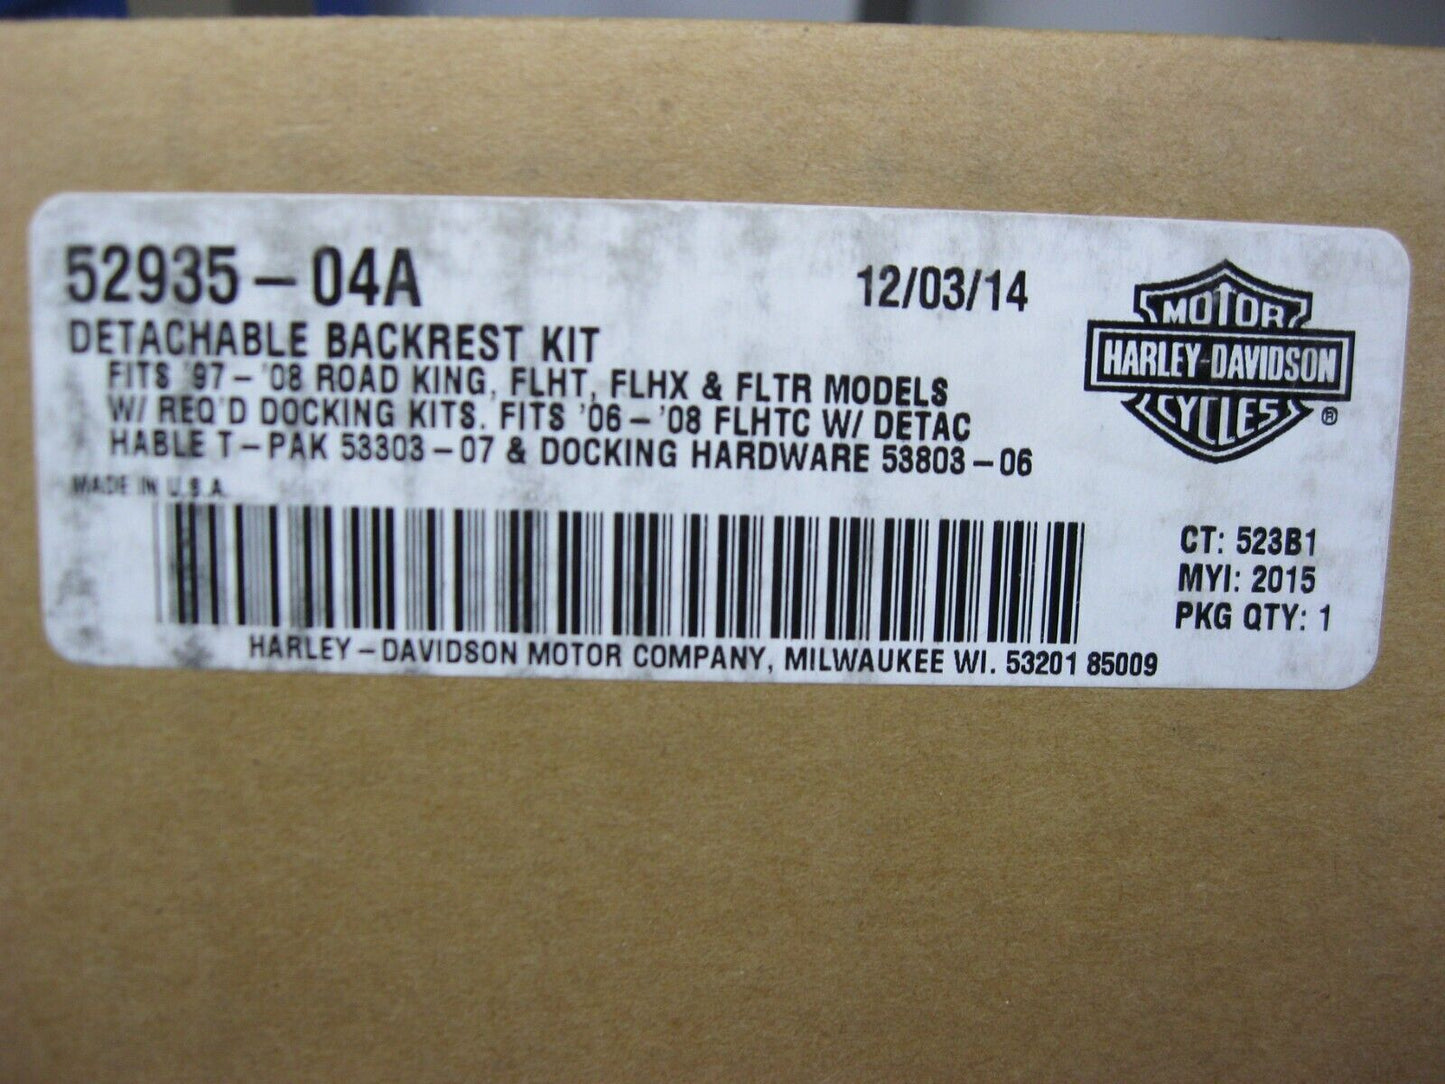 52935-04A
12/03/14
DETACHABLE BACKREST KIT
FITS '97-'08 ROAD KING, FLHT, FLHX & FLTR MODELS
W/ REQ'D DOCKING KITS. FITS '06-'08 FLHTC W/ DETAC
HABLE T-PAK 53303-07 & DOCKING HARDWARE 53803-06
MADE IN U.S.A.
MOTOR
HARLEY-DAVIDSON
CYCLES
®
CT: 523B1
MYI: 2015
PKG QTY: 1
HARLEY-DAVIDSON MOTOR COMPANY, MILWAUKEE WI. 53201 85009